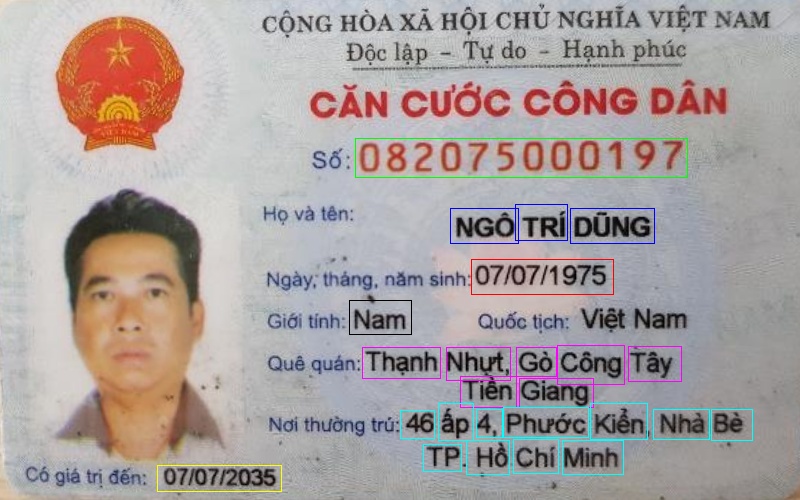 CỘNG HÒA XÃ HỘI CHỦ NGHĨA VIỆT NAM
Độc lập - Tự do - Hạnh phúc
CĂN CƯỚC CÔNG DÂN
Số: 082075000197
Họ và tên: NGÔ TRÍ DŨNG
Ngày, tháng, năm sinh: 07/07/1975
Giới tính: Nam Quốc tịch: Việt Nam
Quê quán: Thạnh Nhựt, Gò Công Tây
Tiền Giang
Nơi thường trú: 46 ấp 4, Phước Kiển, Nhà Bè
TP. Hồ Chí Minh
Có giá trị đến: 07/07/2035